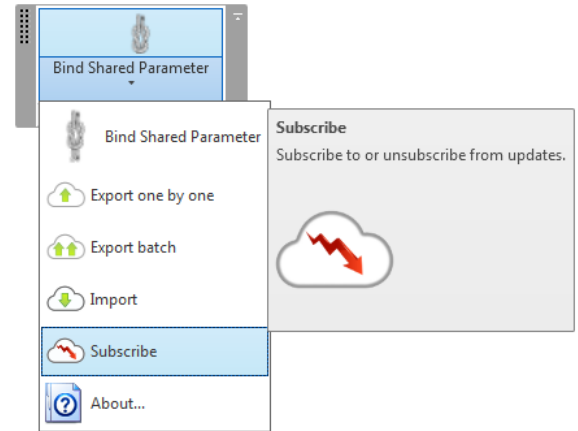 Bind Shared Parameter
Bind Shared Parameter
Subscribe
Subscribe to or unsubscribe from updates.
Export one by one
Export batch
Import
Subscribe
About...